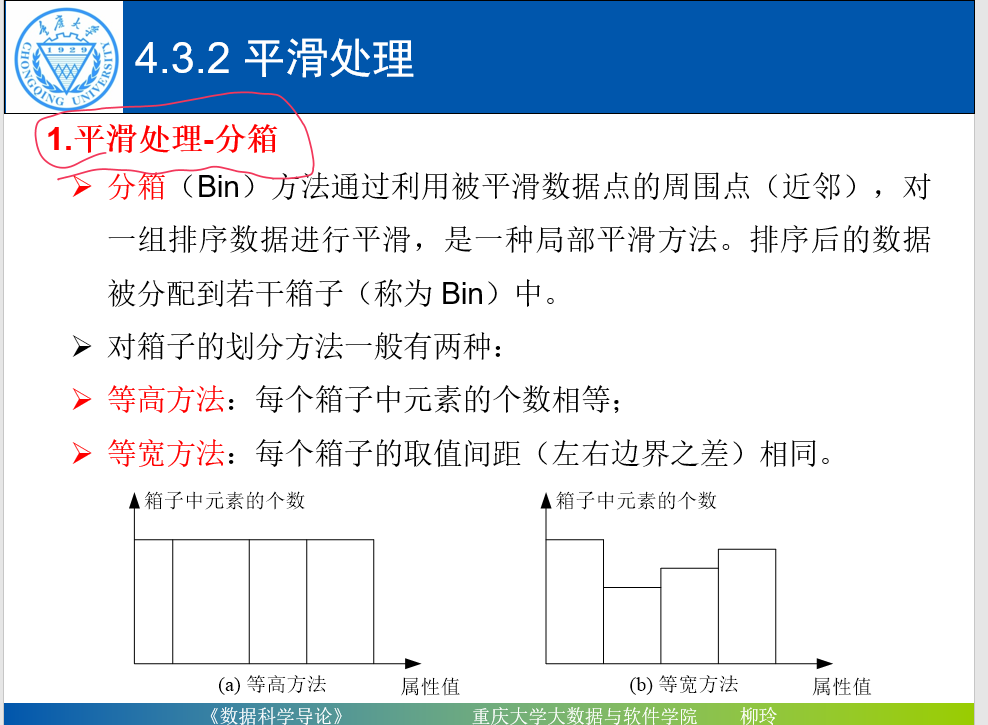 重庆大学
1929
CHONGQING UNIVERSITY
4.3.2 平滑处理
1.平滑处理-分箱
分箱（Bin）方法通过利用被平滑数据点的周围点（近邻），对
一组排序数据进行平滑，是一种局部平滑方法。排序后的数据
被分配到若干箱子（称为 Bin）中。
对箱子的划分方法一般有两种：
等高方法：每个箱子中元素的个数相等；
等宽方法：每个箱子的取值间距（左右边界之差）相同。
箱子中元素的个数
属性值
(a) 等高方法
箱子中元素的个数
属性值
(b) 等宽方法
《数据科学导论》
重庆大学大数据与软件学院
柳玲